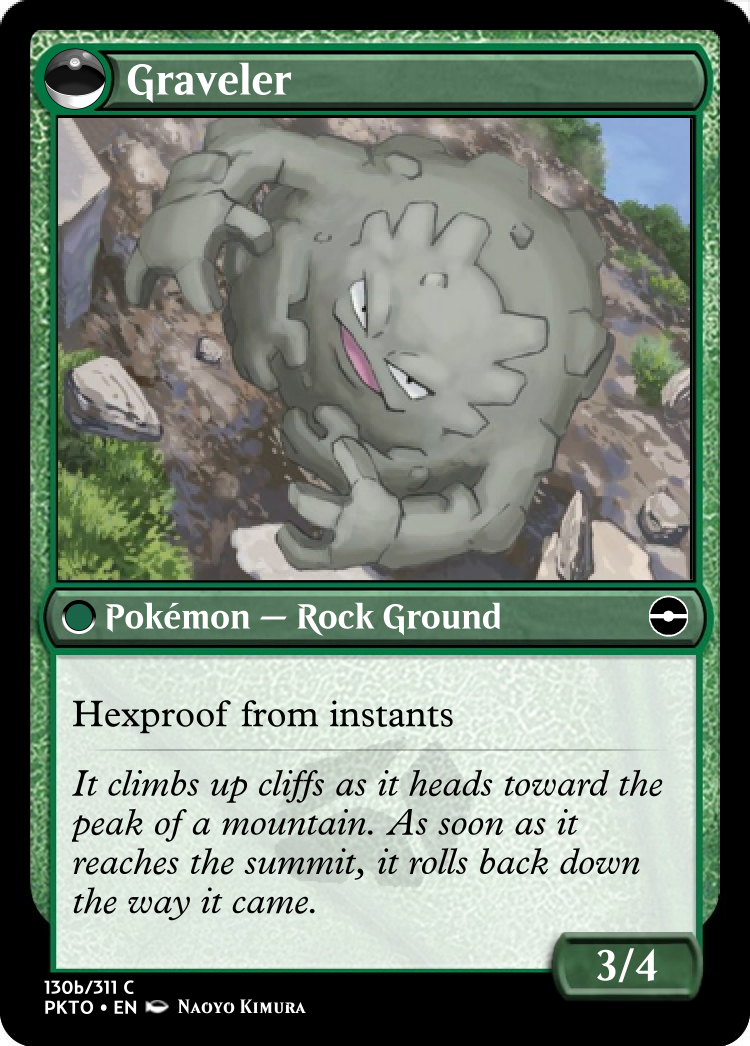 Graveler
Pokémon — Rock Ground
Hexproof from instants
It climbs up cliffs as it heads toward the
peak of a mountain. As soon as it
reaches the summit, it rolls back down
the way it came.
3/4
130b/311 C
PKTO • EN Naoyo Kimura